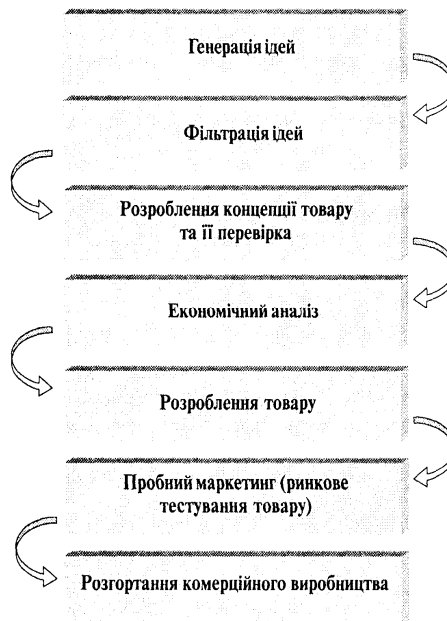 Генерація ідей
Фільтрація ідей
Розроблення концепції товару
та її перевірка
Економічний аналіз
Розроблення товару
Пробний маркетинг (ринкове
тестування товару)
Розгортання комерційного виробництва